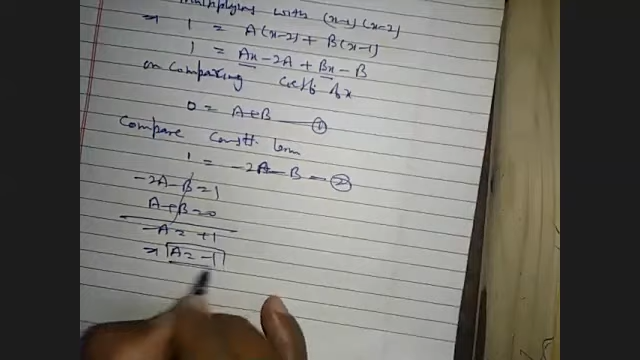 Multiplying with (x-1)(x-2)
⇒ 1 = A(x-2) + B(x-1)
1 = Ax - 2A + Bx - B
on Comparing coeff. of x
0 = A+B — ①
Compare Constt. term
1 = -2A - B — ②
-2A - B = 1
A + B = 0
-A = +1
⇒ A = -1